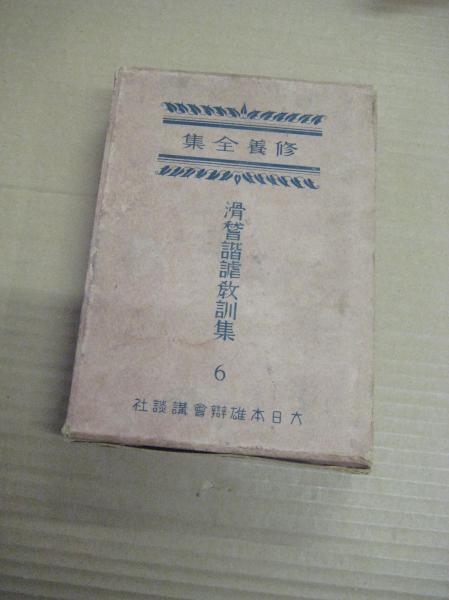 修養全集
滑稽諧謔教訓集
6
大日本雄辯會講談社